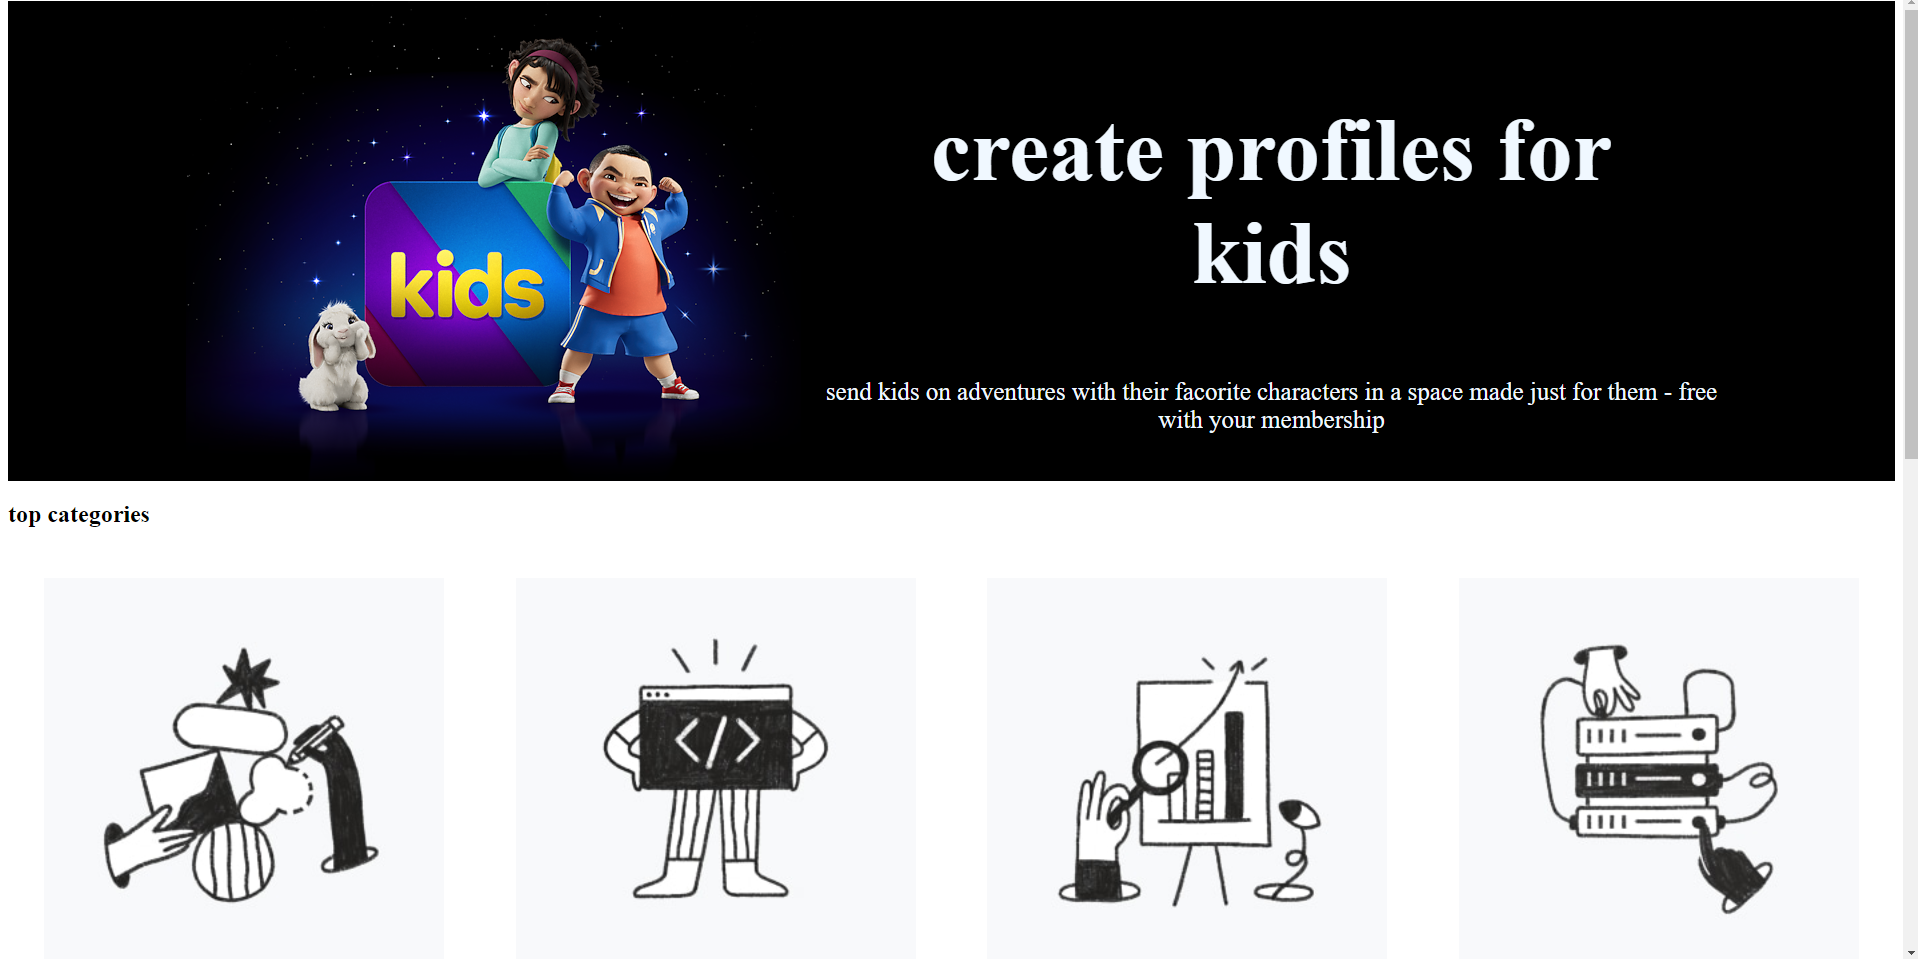 kids
create profiles for
kids
send kids on adventures with their facorite characters in a space made just for them - free
with your membership
top categories
</>